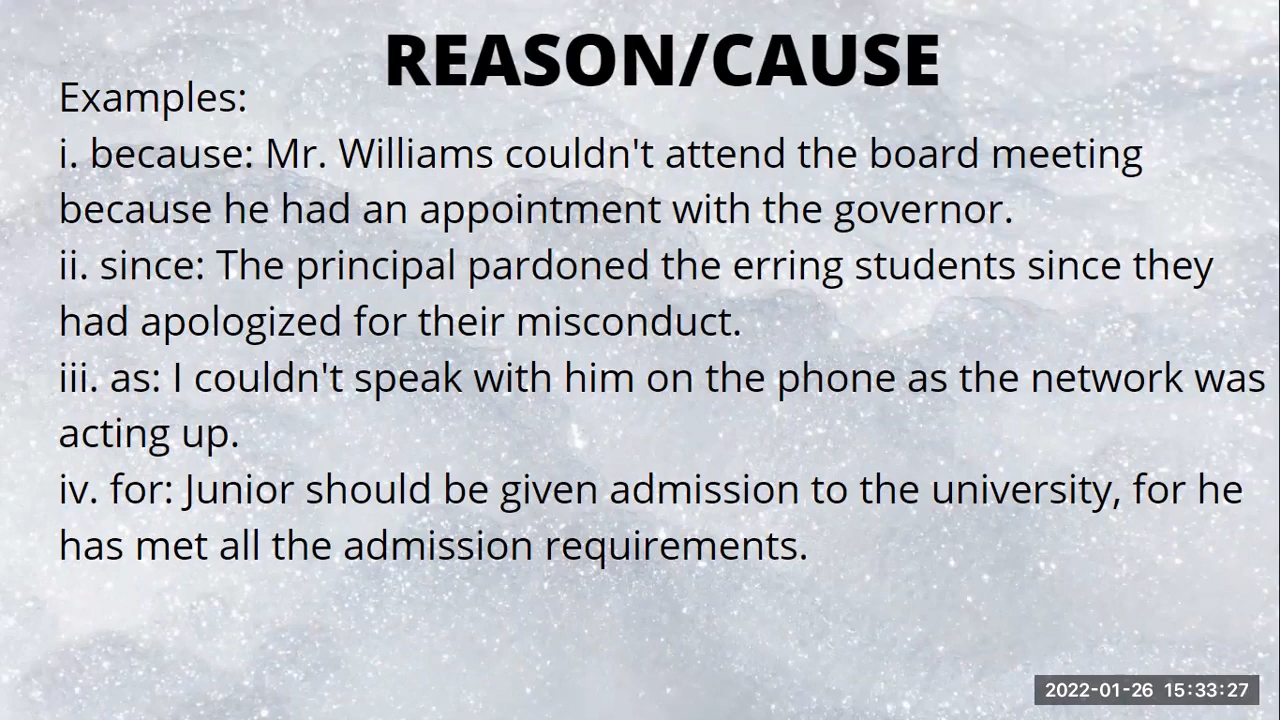 REASON/CAUSE
Examples:
i. because: Mr. Williams couldn't attend the board meeting
because he had an appointment with the governor.
ii. since: The principal pardoned the erring students since they
had apologized for their misconduct.
iii. as: I couldn't speak with him on the phone as the network was
acting up.
iv. for: Junior should be given admission to the university, for he
has met all the admission requirements.
2022-01-26 15:33:27